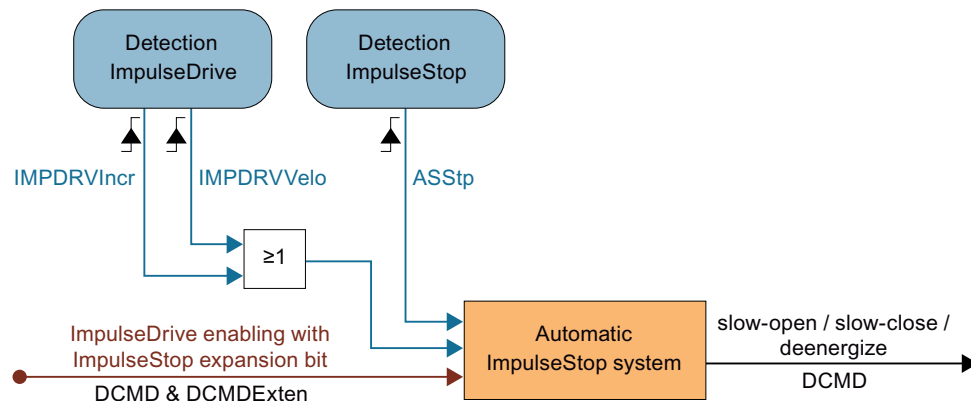 Detection
ImpulseDrive
Detection
ImpulseStop
IMPDRVIncr
IMPDRVVelo
ASStp
≥1
ImpulseDrive enabling with
ImpulseStop expansion bit
DCMD & DCMDExten
Automatic
ImpulseStop system
slow-open / slow-close /
deenergize
DCMD